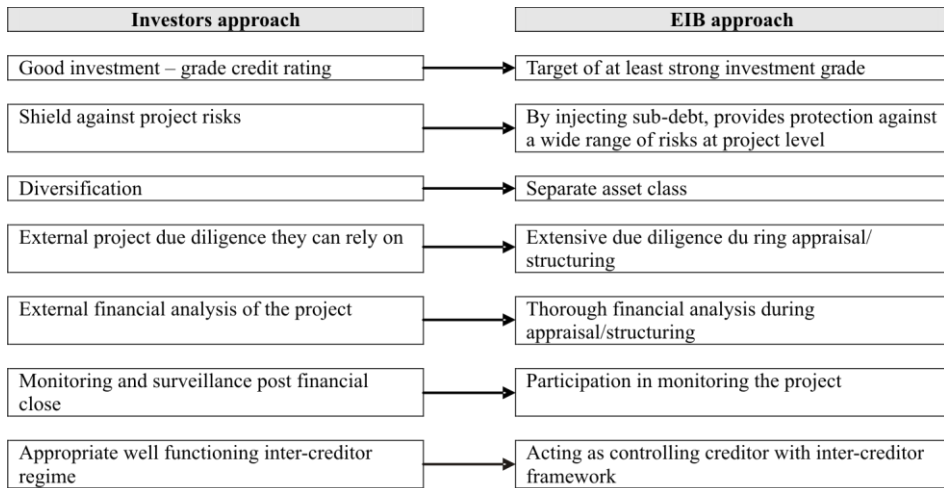 Investors approach
EIB approach
Good investment – grade credit rating
Target of at least strong investment grade
Shield against project risks
By injecting sub-debt, provides protection against
a wide range of risks at project level
Diversification
Separate asset class
External project due diligence they can rely on
Extensive due diligence du ring appraisal/
structuring
External financial analysis of the project
Thorough financial analysis during
appraisal/structuring
Monitoring and surveillance post financial
close
Participation in monitoring the project
Appropriate well functioning inter-creditor
regime
Acting as controlling creditor with inter-creditor
framework